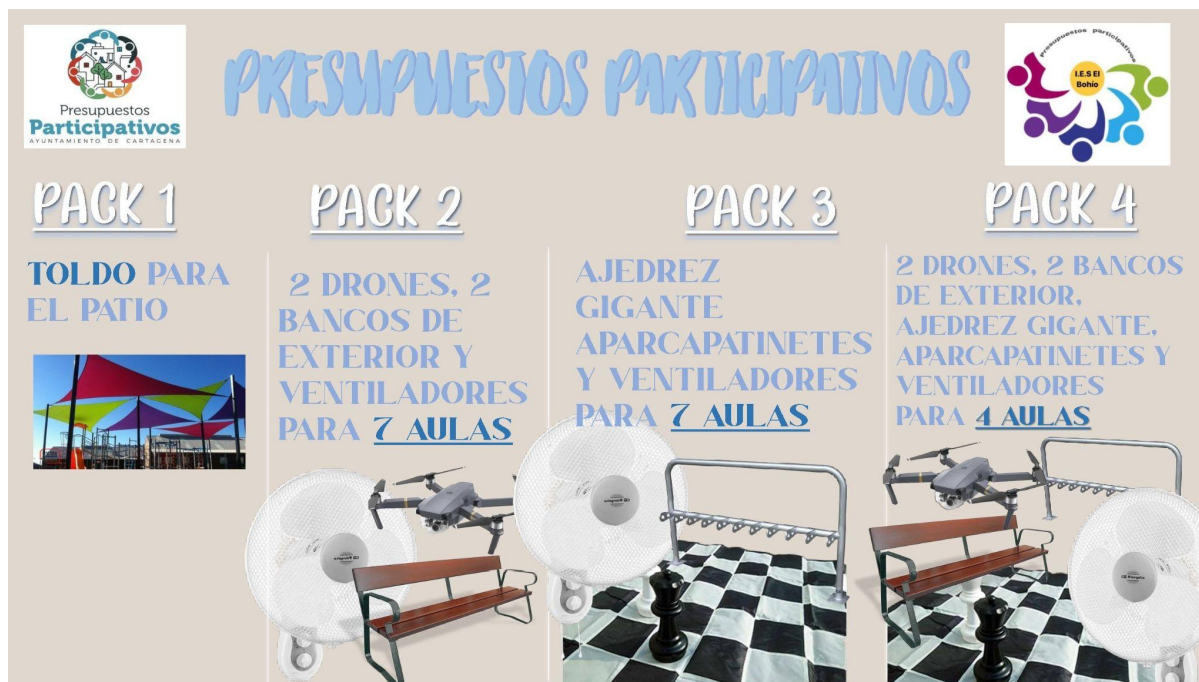 Presupuestos
Participativos
AYUNTAMIENTO DE CARTAGENA
PRESUPUESTOS PARTICIPATIVOS
Presupuestos participativos
I.E.S El
Bohío
PACK 1
TOLDO PARA
EL PATIO
PACK 2
2 DRONES, 2
BANCOS DE
EXTERIOR Y
VENTILADORES
PARA 7 AULAS
PACK 3
AJEDREZ
GIGANTE
APARCAPATINETES
Y VENTILADORES
PARA 7 AULAS
PACK 4
2 DRONES, 2 BANCOS
DE EXTERIOR,
AJEDREZ GIGANTE,
APARCAPATINETES Y
VENTILADORES
PARA 4 AULAS